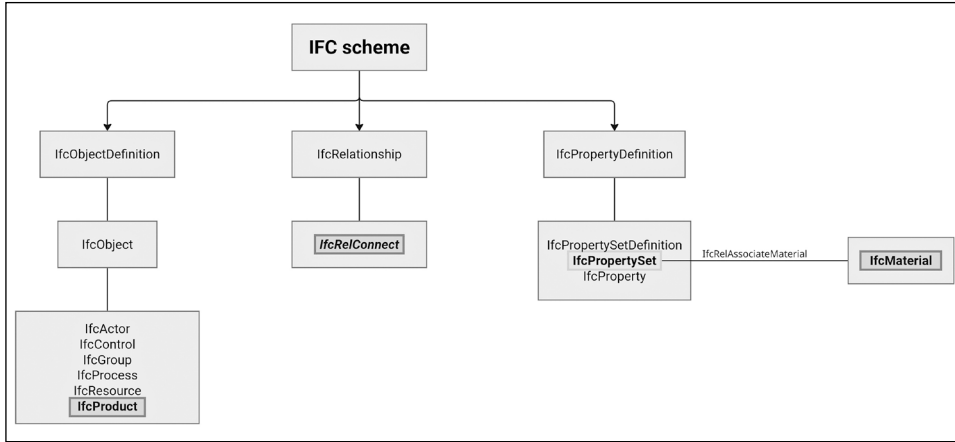 IFC scheme
IfcObjectDefinition
IfcRelationship
IfcPropertyDefinition
IfcObject
IfcRelConnect
IfcPropertySetDefinition
IfcPropertySet
IfcProperty
IfcRelAssociateMaterial
IfcMaterial
IfcActor
IfcControl
IfcGroup
IfcProcess
IfcResource
IfcProduct